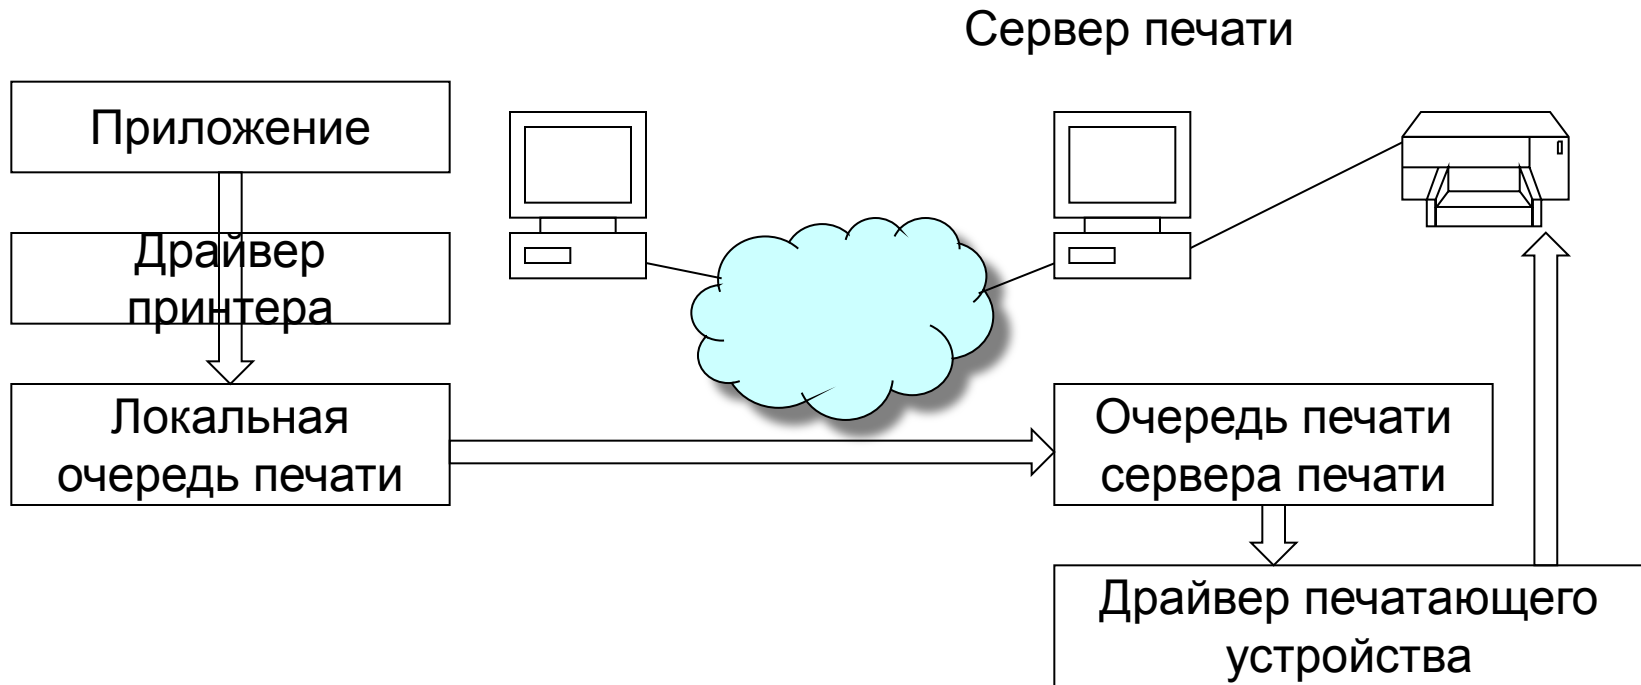 Сервер печати
Приложение
Драйвер
принтера
Локальная
очередь печати
Очередь печати
сервера печати
Драйвер печатающего
устройства